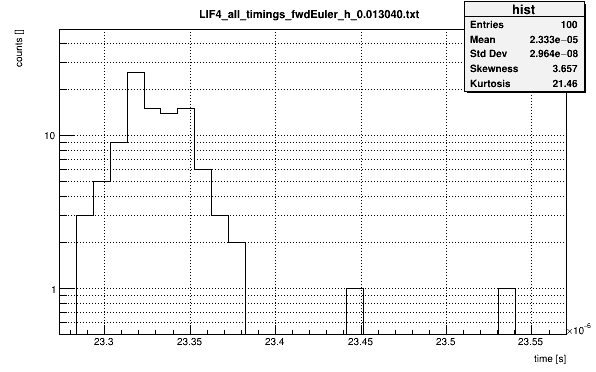 LIF4_all_timings_fwdEuler_h_0.013040.txt
hist
Entries 100
Mean 2.333e−05
Std Dev 2.964e−08
Skewness 3.657
Kurtosis 21.46
counts []
10
1
23.3 23.35 23.4 23.45 23.5 23.55
×10⁻⁶
time [s]